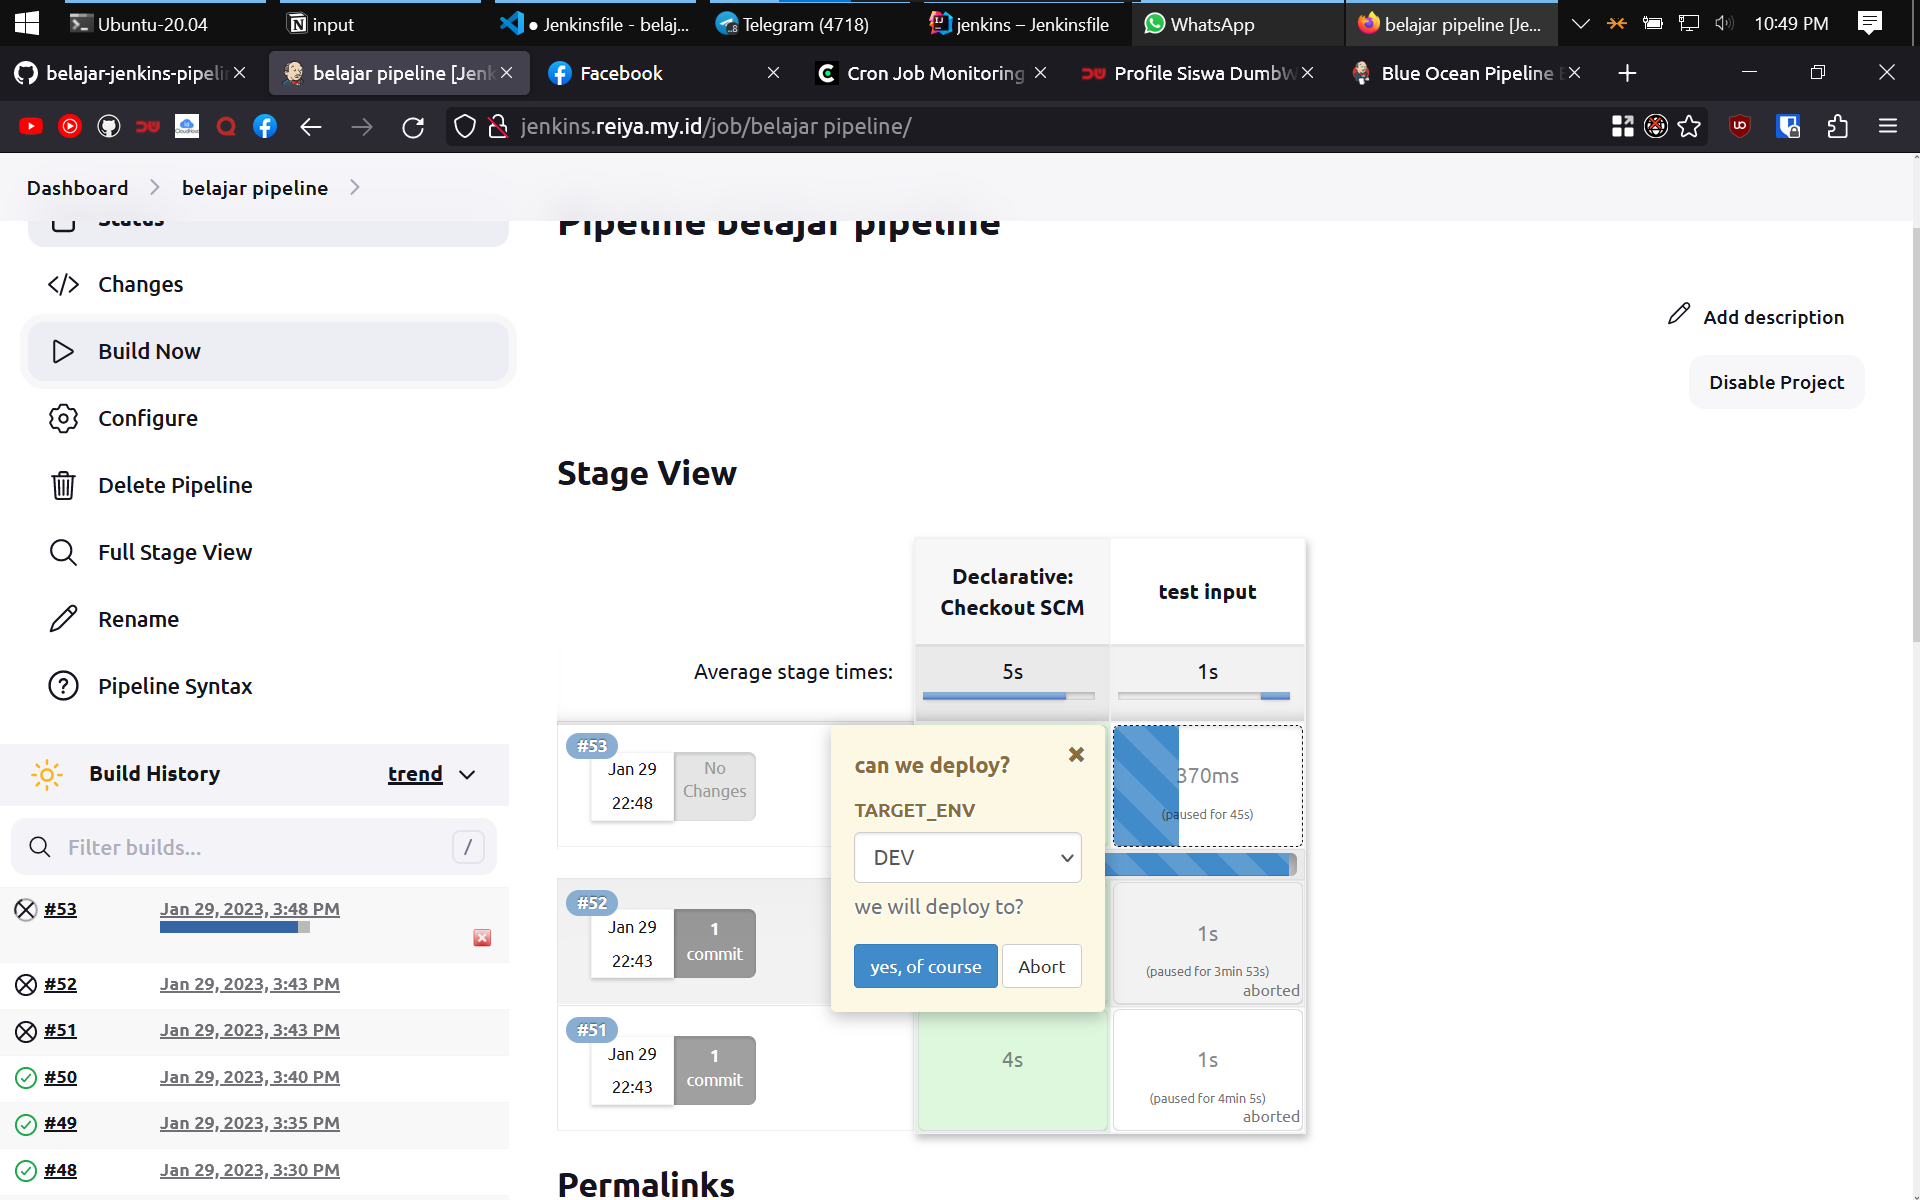 Ubuntu-20.04
input
● Jenkinsfile - belaj...
Telegram (4718)
jenkins – Jenkinsfile
WhatsApp
belajar pipeline [Je...
10:49 PM
belajar-jenkins-pipeli
belajar pipeline [Jenk
Facebook
Cron Job Monitoring
Profile Siswa DumbW
Blue Ocean Pipeline E
jenkins.reiya.my.id/job/belajar pipeline/
Dashboard
belajar pipeline
Status
Changes
Build Now
Configure
Delete Pipeline
Full Stage View
Rename
Pipeline Syntax
Build History
trend
Filter builds...
/
#53
Jan 29, 2023, 3:48 PM
#52
Jan 29, 2023, 3:43 PM
#51
Jan 29, 2023, 3:43 PM
#50
Jan 29, 2023, 3:40 PM
#49
Jan 29, 2023, 3:35 PM
#48
Jan 29, 2023, 3:30 PM
Pipeline belajar pipeline
Add description
Disable Project
Stage View
Declarative:
Checkout SCM
test input
Average stage times:
5s
1s
#53
Jan 29
22:48
No
Changes
can we deploy?
TARGET_ENV
DEV
we will deploy to?
yes, of course
Abort
370ms
(paused for 45s)
#52
Jan 29
22:43
1
commit
1s
(paused for 3min 53s)
aborted
#51
Jan 29
22:43
1
commit
4s
1s
(paused for 4min 5s)
aborted
Permalinks